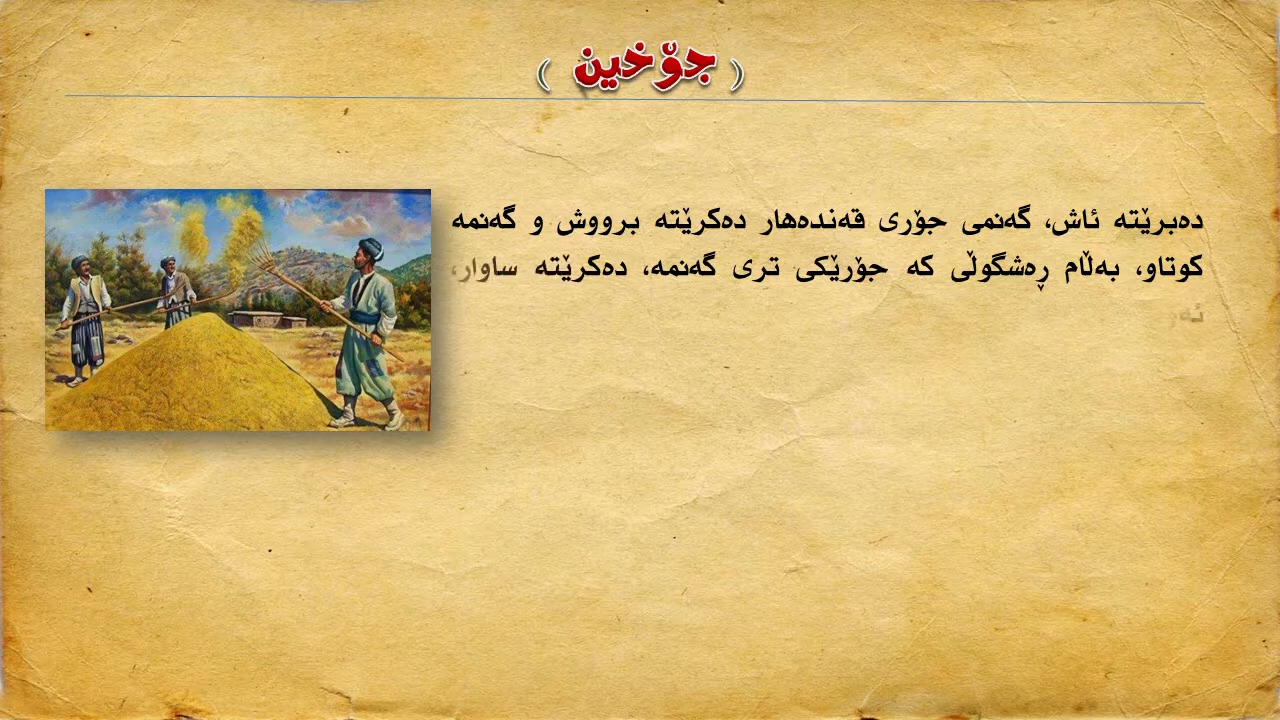 ( جۆخین )
دەبرێتە ئاش، گەنمی جۆری قەندەهار دەکرێتە برووش و گەنمە
کوتاو، بەڵام ڕەشگوڵی کە جۆرێکی تری گەنمە، دەکرێتە ساوار،